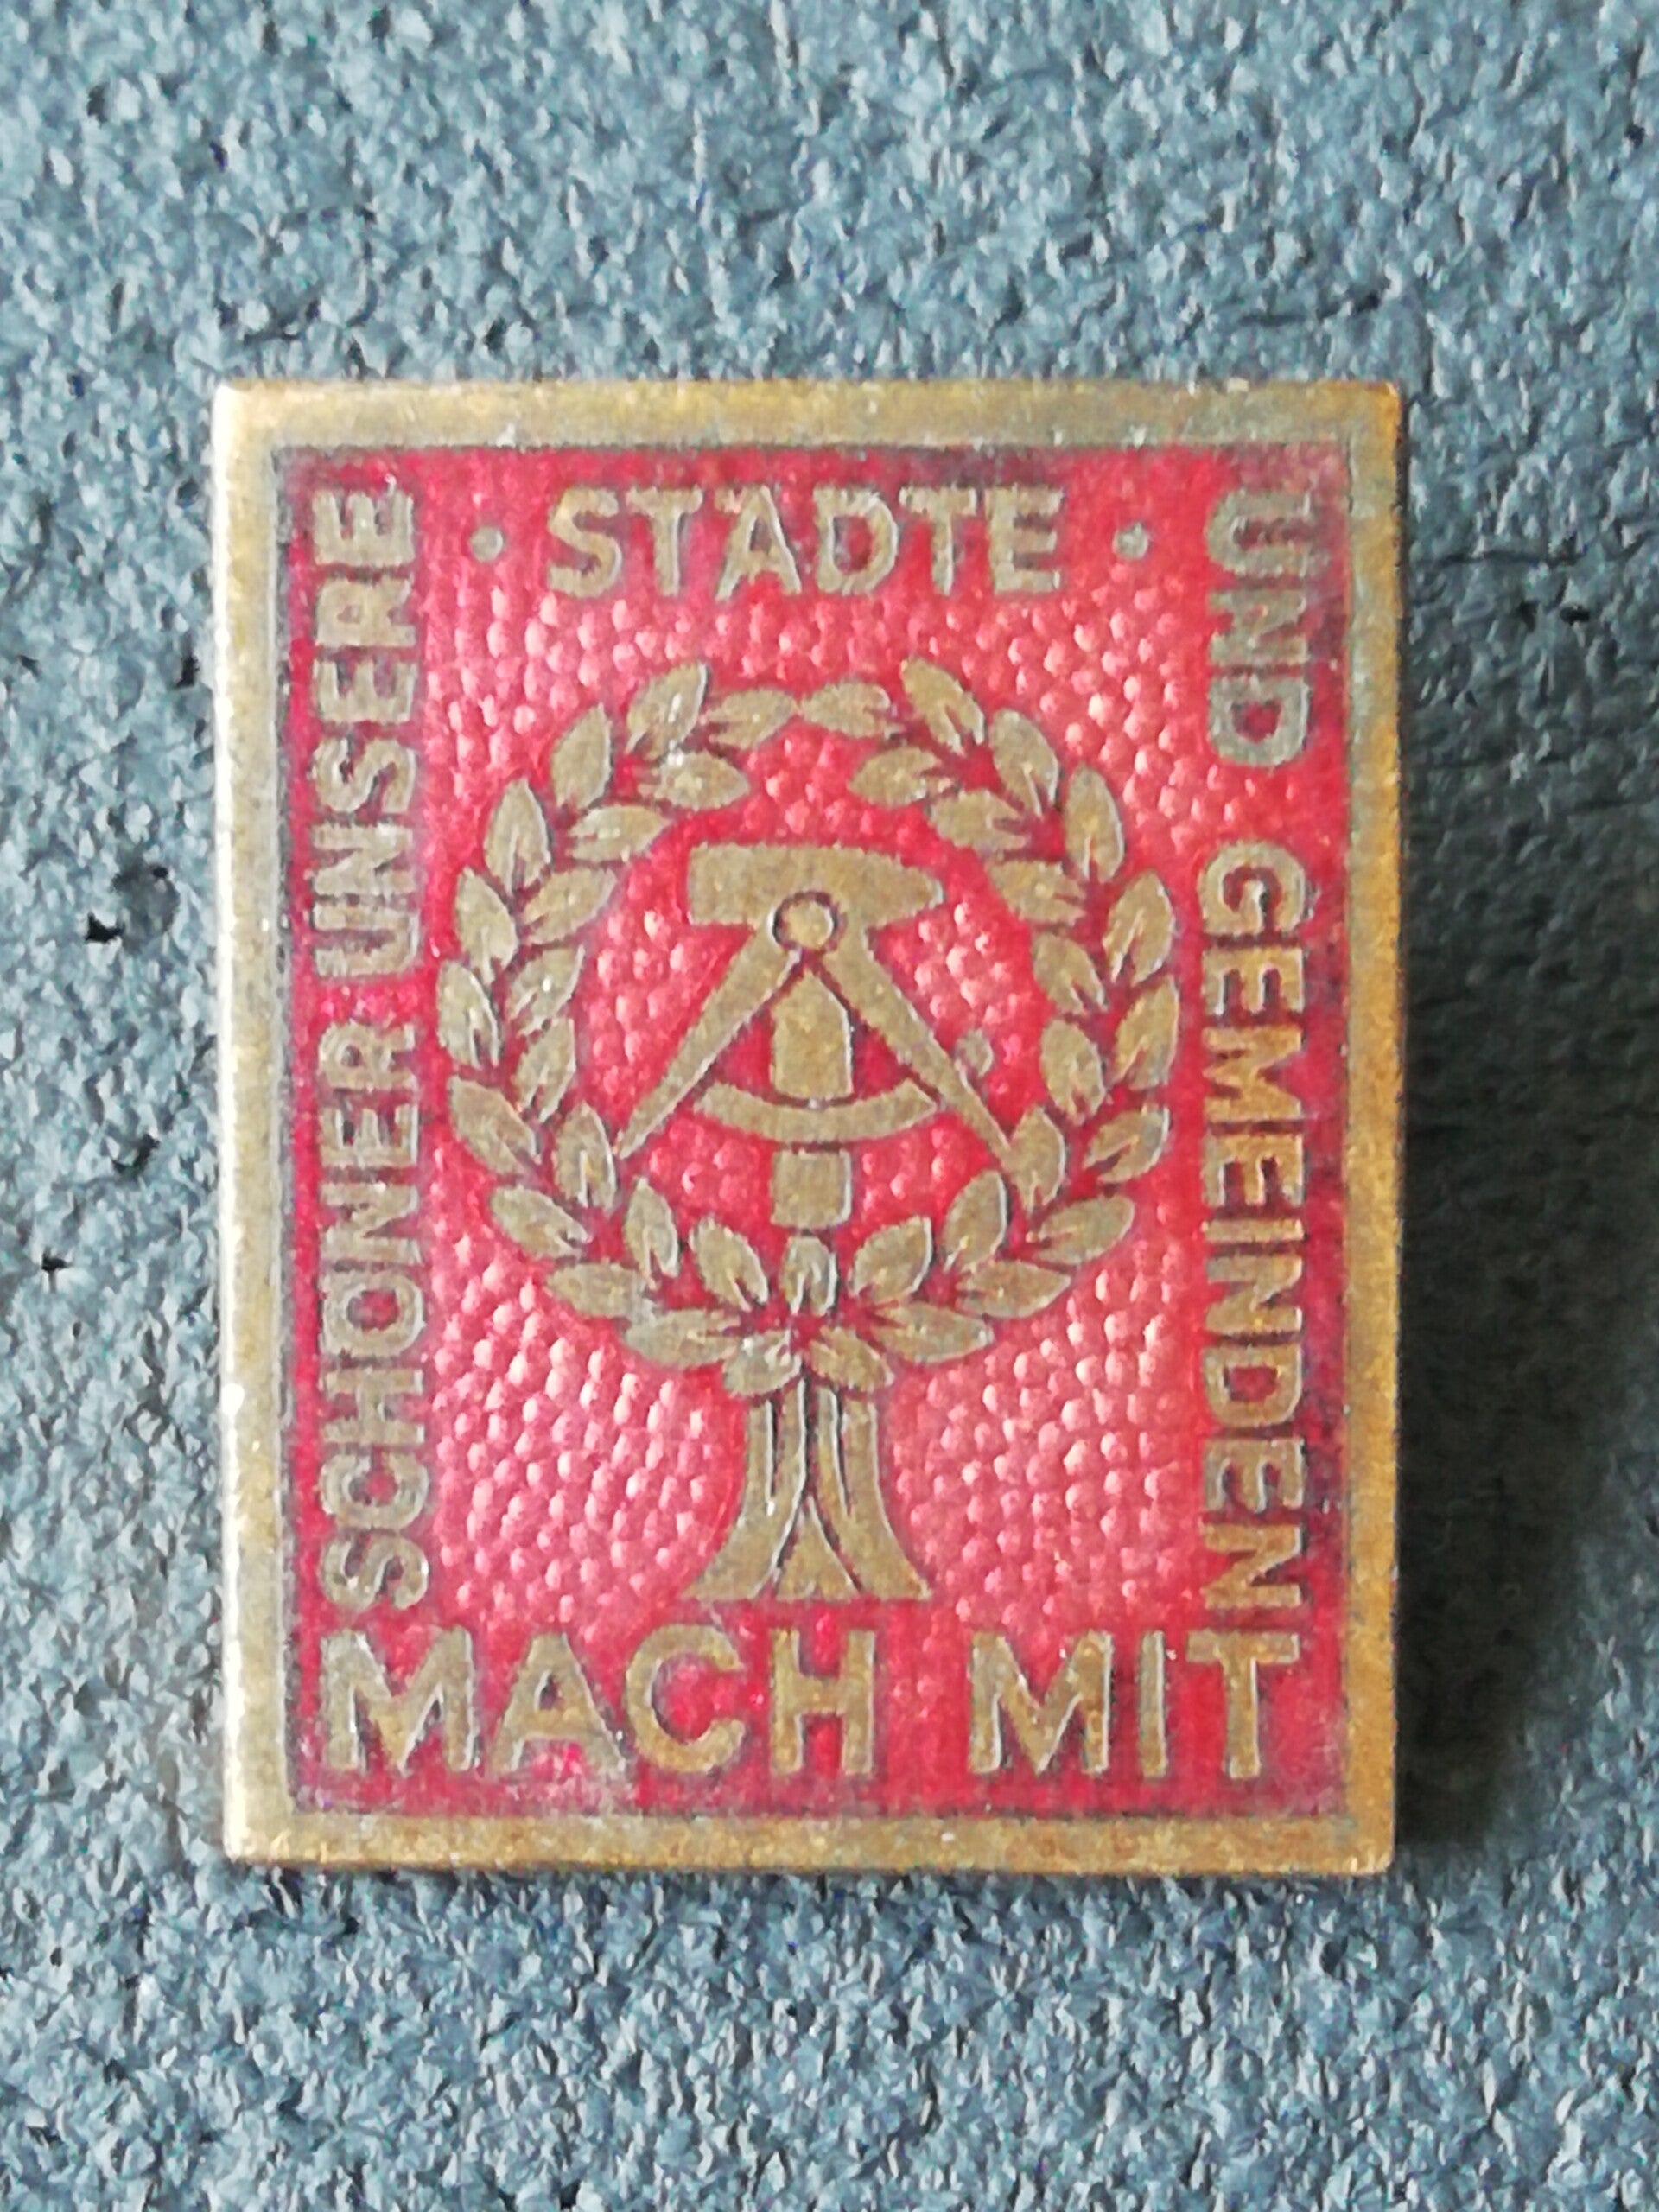 SCHÖNER UNSERE
· STÄDTE ·
UND GEMEINDEN
MACH MIT